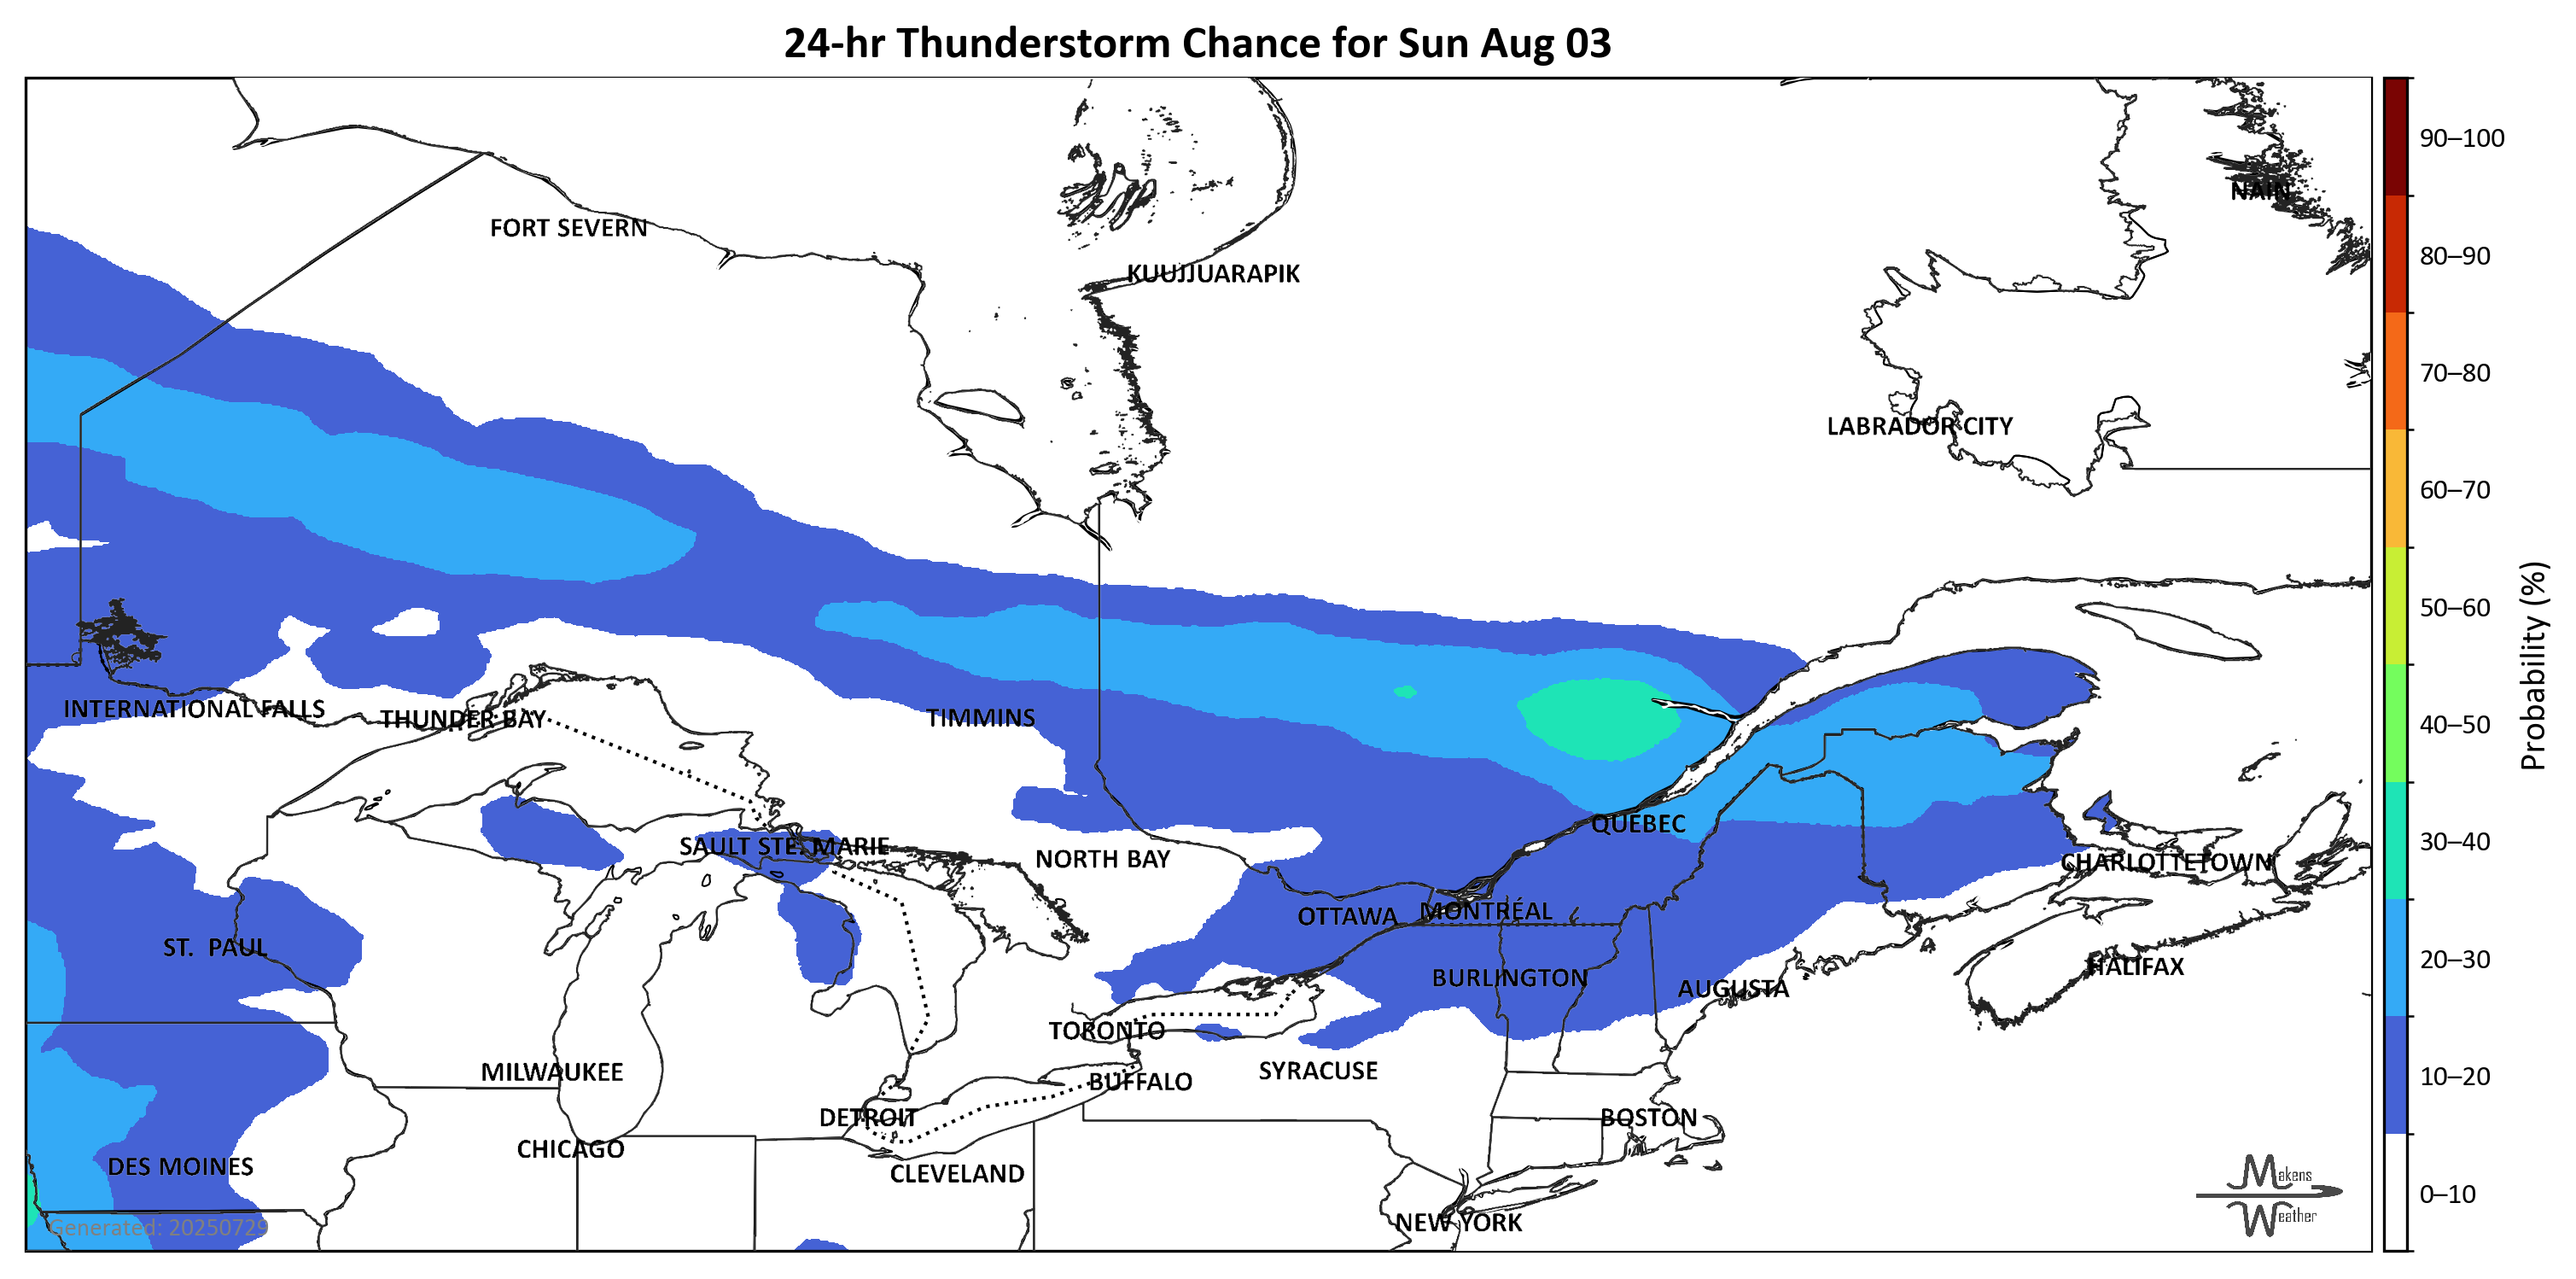 24-hr Thunderstorm Chance for Sun Aug 03
NAIN
FORT SEVERN
KUUJJUARAPIK
LABRADOR CITY
INTERNATIONAL FALLS
THUNDER BAY
TIMMINS
QUEBEC
SAULT STE. MARIE
NORTH BAY
CHARLOTTETOWN
OTTAWA
MONTRÉAL
ST. PAUL
BURLINGTON
AUGUSTA
HALIFAX
TORONTO
MILWAUKEE
SYRACUSE
BUFFALO
DETROIT
BOSTON
CHICAGO
CLEVELAND
DES MOINES
NEW YORK
Generated: 20250729
Makens
Weather
90–100
80–90
70–80
60–70
50–60
40–50
30–40
20–30
10–20
0–10
Probability (%)